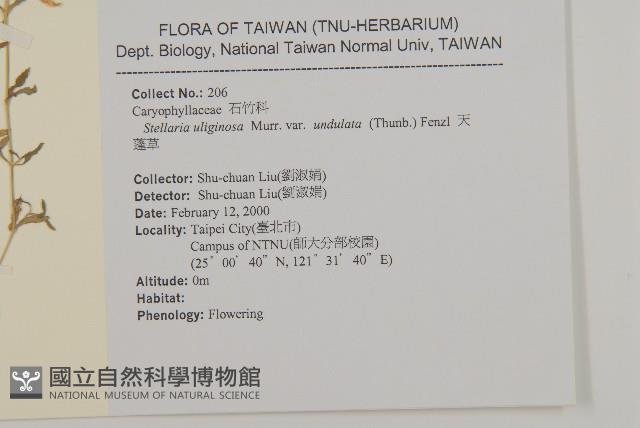 FLORA OF TAIWAN (TNU-HERBARIUM)
Dept. Biology, National Taiwan Normal Univ, TAIWAN
Collect No.: 206
Caryophyllaceae 石竹科
Stellaria uliginosa Murr. var. undulata (Thunb.) Fenzl 天
蓬草
Collector: Shu-chuan Liu(劉淑娟)
Detector: Shu-chuan Liu(劉淑娟)
Date: February 12, 2000
Locality: Taipei City(臺北市)
Campus of NTNU(師大分部校園)
(25° 00' 40" N, 121° 31' 40" E)
Altitude: 0m
Habitat:
Phenology: Flowering
國立自然科學博物館
NATIONAL MUSEUM OF NATURAL SCIENCE